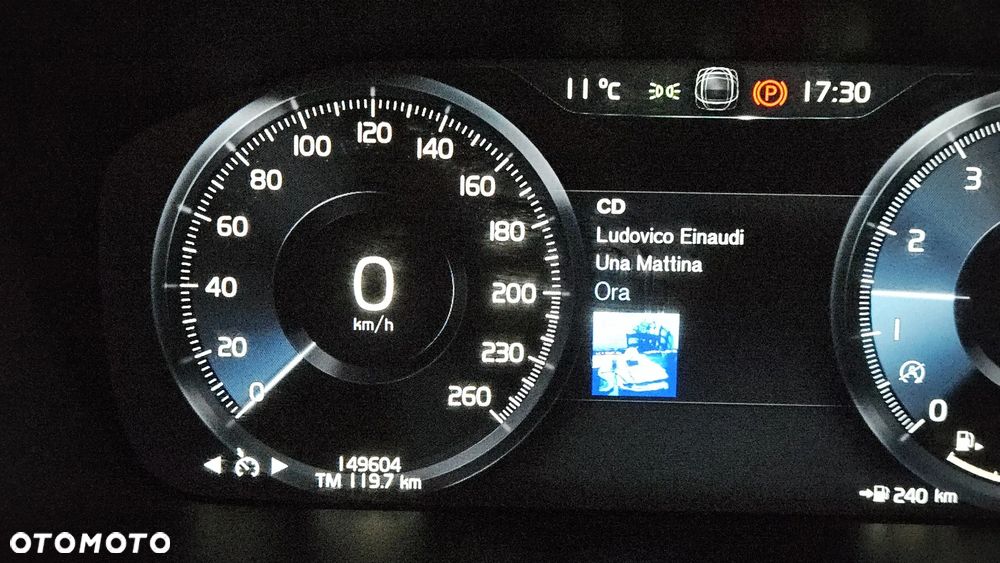 11 °C
P
17:30
0
20
40
60
80
100
120
140
160
180
200
230
260
0
km/h
149604
TM 119.7 km
CD
Ludovico Einaudi
Una Mattina
Ora
3
2
1
A
0
240 km
OTOMOTO